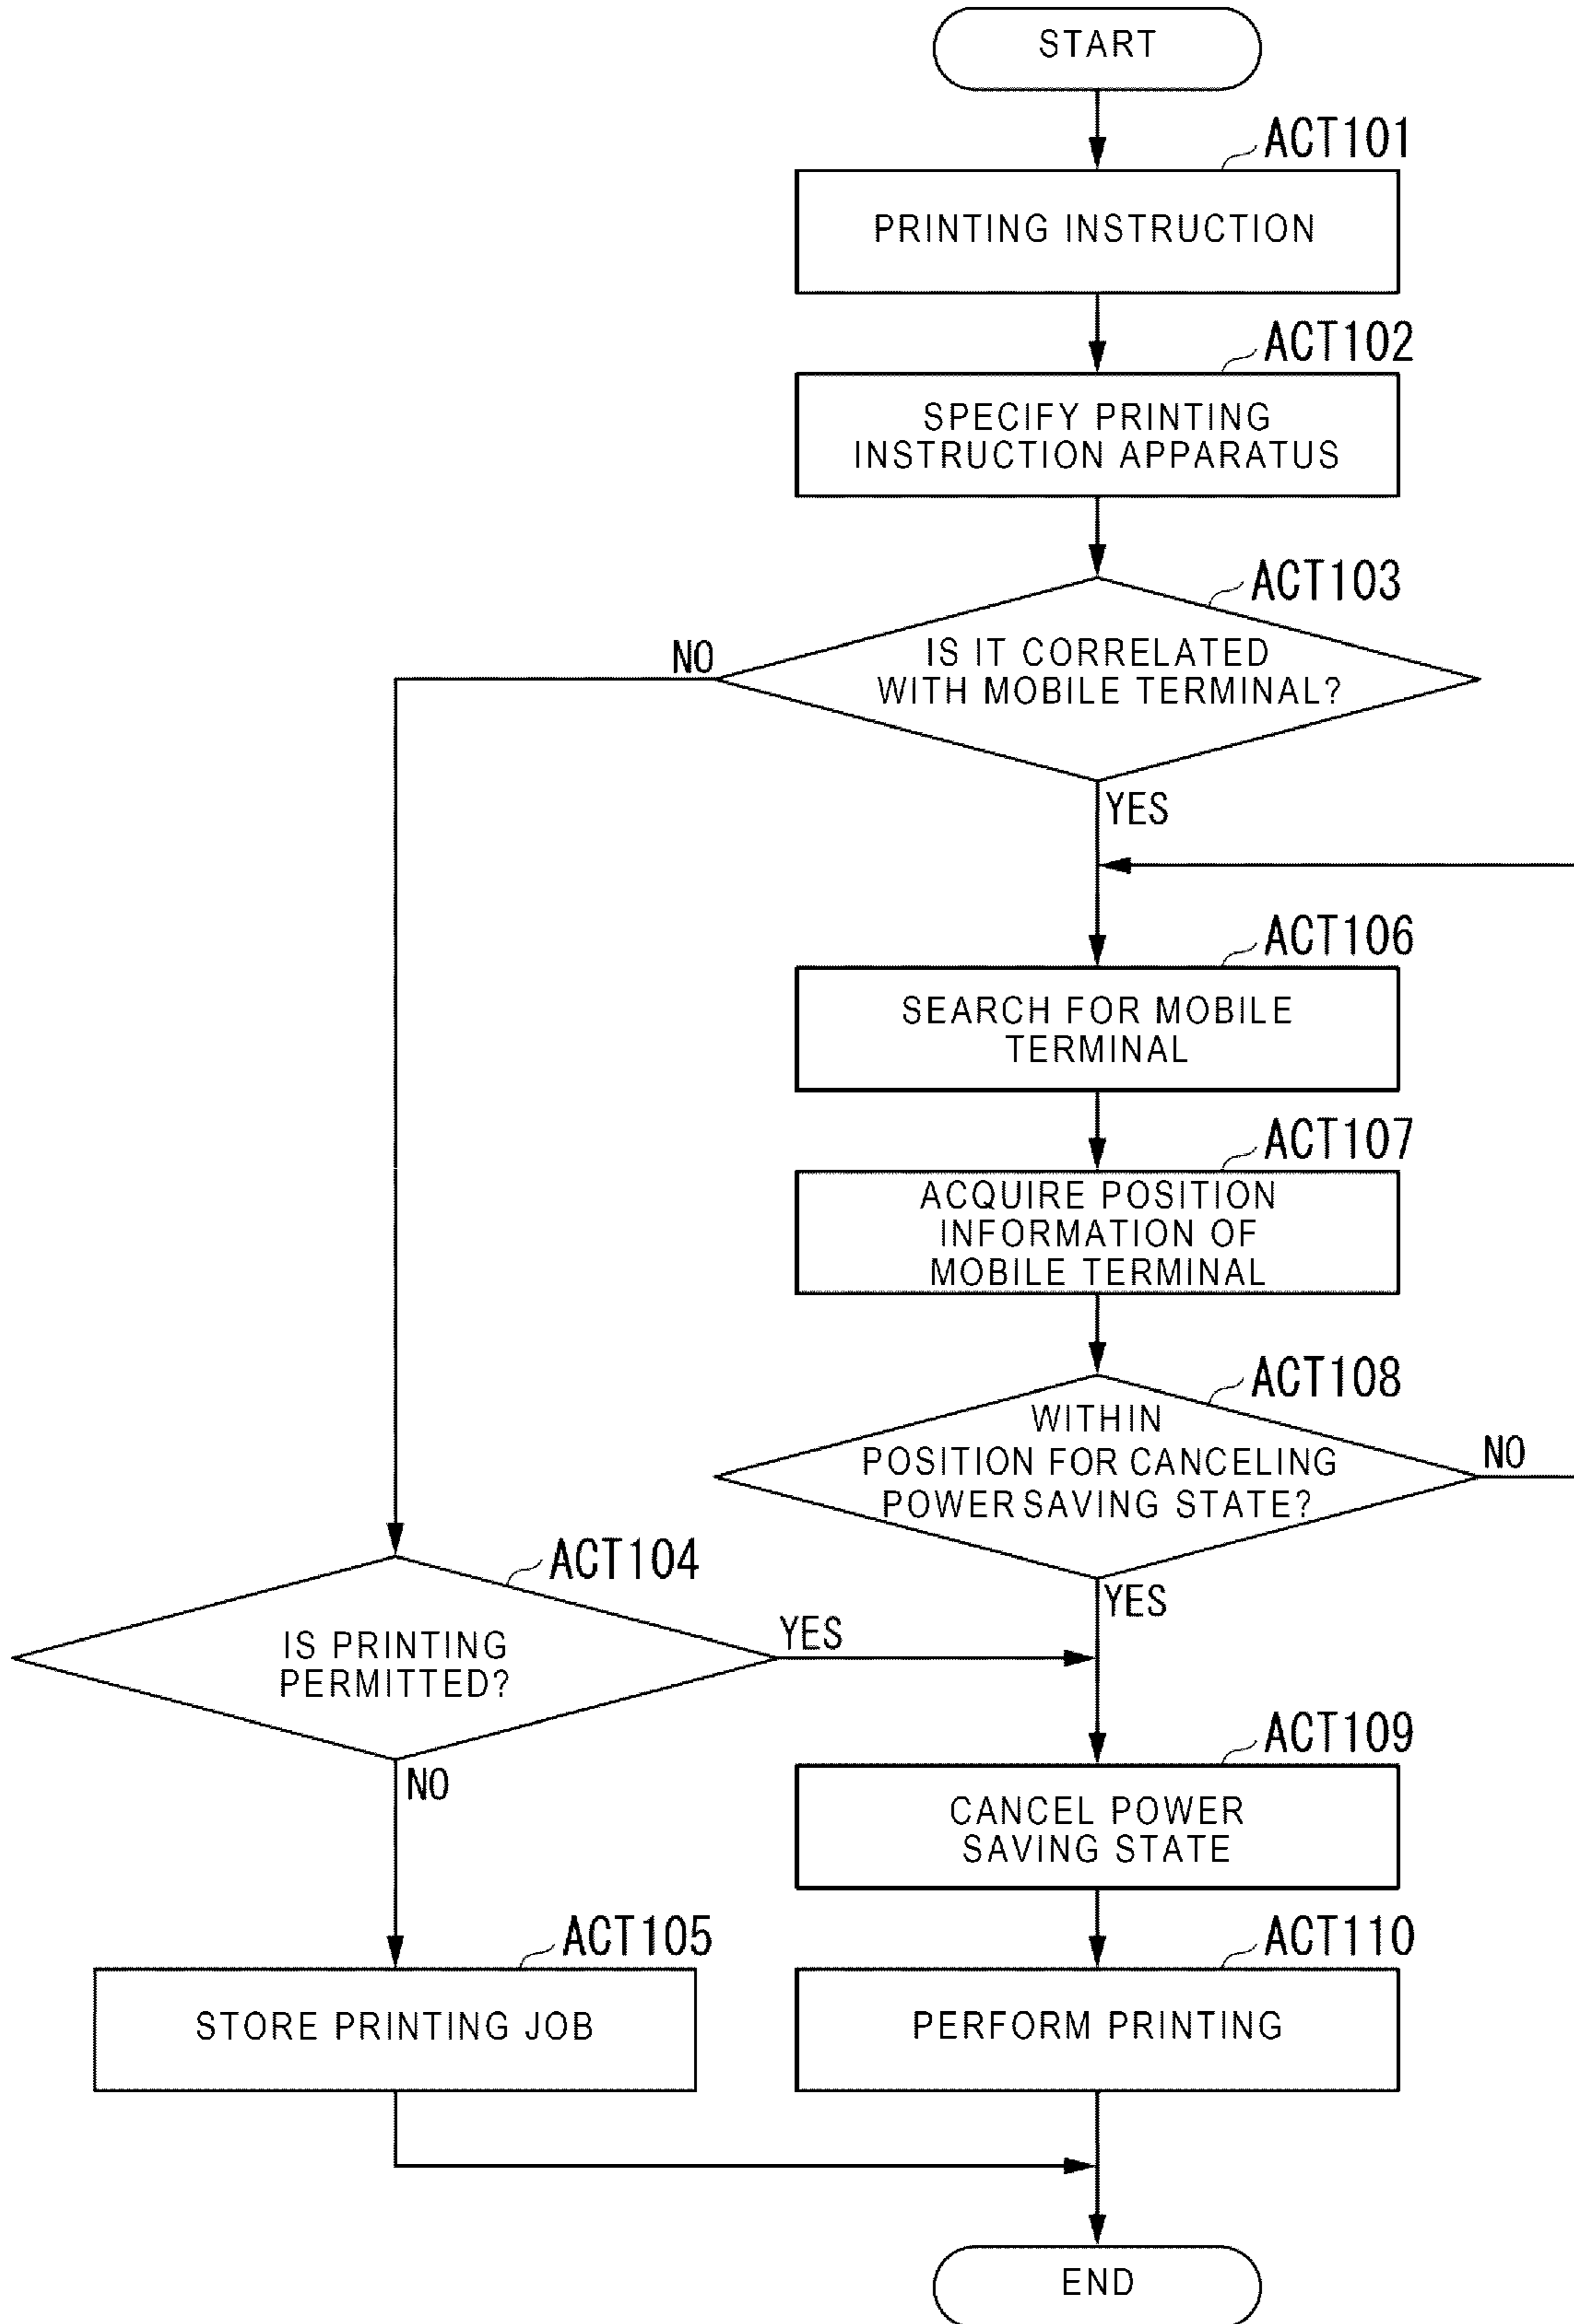 START
ACT101
PRINTING INSTRUCTION
ACT102
SPECIFY PRINTING
INSTRUCTION APPARATUS
ACT103
IS IT CORRELATED
WITH MOBILE TERMINAL?
NO
YES
ACT106
SEARCH FOR MOBILE
TERMINAL
ACT107
ACQUIRE POSITION
INFORMATION OF
MOBILE TERMINAL
ACT108
WITHIN
POSITION FOR CANCELING
POWER SAVING STATE?
NO
YES
ACT104
IS PRINTING
PERMITTED?
YES
NO
ACT109
CANCEL POWER
SAVING STATE
ACT105
STORE PRINTING JOB
ACT110
PERFORM PRINTING
END